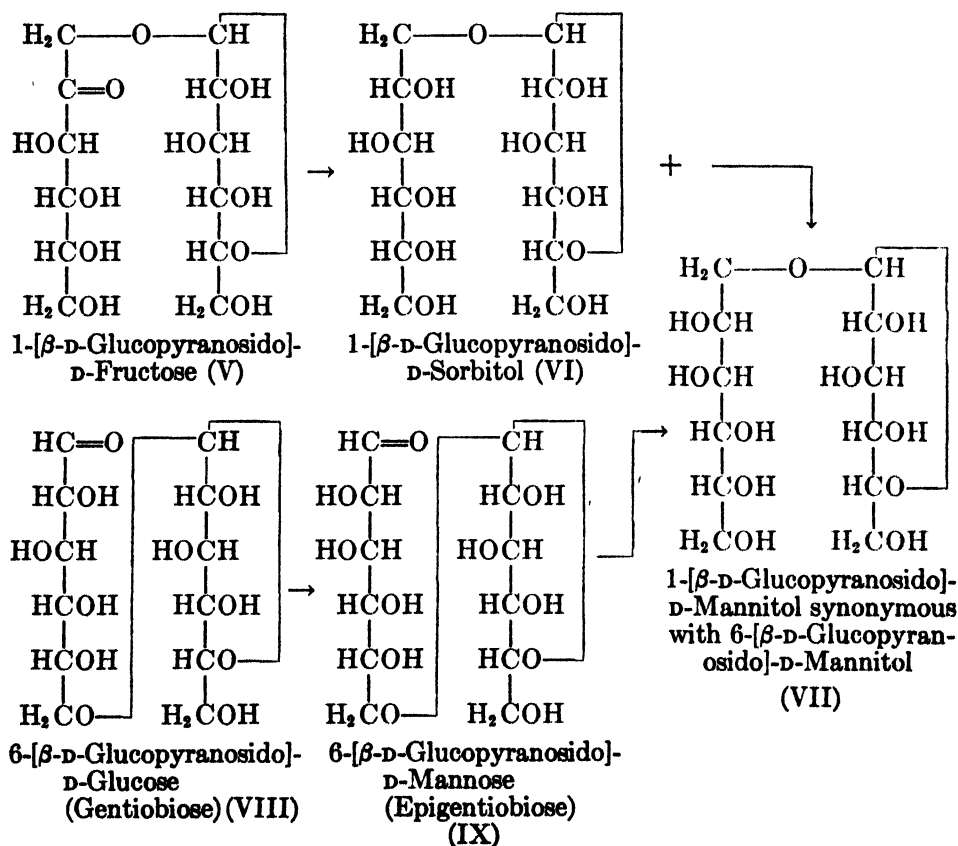 H₂C—O—CH H₂C—O—CH
C=O HCOH HCOH HCOH
HOCH HOCH HOCH HOCH
→ +
HCOH HCOH HCOH HCOH
HCOH HCO— HCOH HCO—
H₂COH H₂COH H₂COH H₂COH
1-[β-D-Glucopyranosido]-
D-Fructose (V)
1-[β-D-Glucopyranosido]-
D-Sorbitol (VI)
H₂C—O—CH
HOCH HCOH
HOCH HOCH
HCOH HCOH
HCOH HCO—
H₂COH H₂COH
1-[β-D-Glucopyranosido]-
D-Mannitol synonymous
with 6-[β-D-Glucopyran-
osido]-D-Mannitol
(VII)
HC=O CH HC=O CH
HCOH HCOH HOCH HCOH
HOCH HOCH HOCH HOCH
HCOH HCOH → HCOH HCOH →
HCOH HCO— HCOH HCO—
H₂CO— H₂COH H₂CO— H₂COH
6-[β-D-Glucopyranosido]-
D-Glucose
(Gentiobiose) (VIII)
6-[β-D-Glucopyranosido]-
D-Mannose
(Epigentiobiose)
(IX)